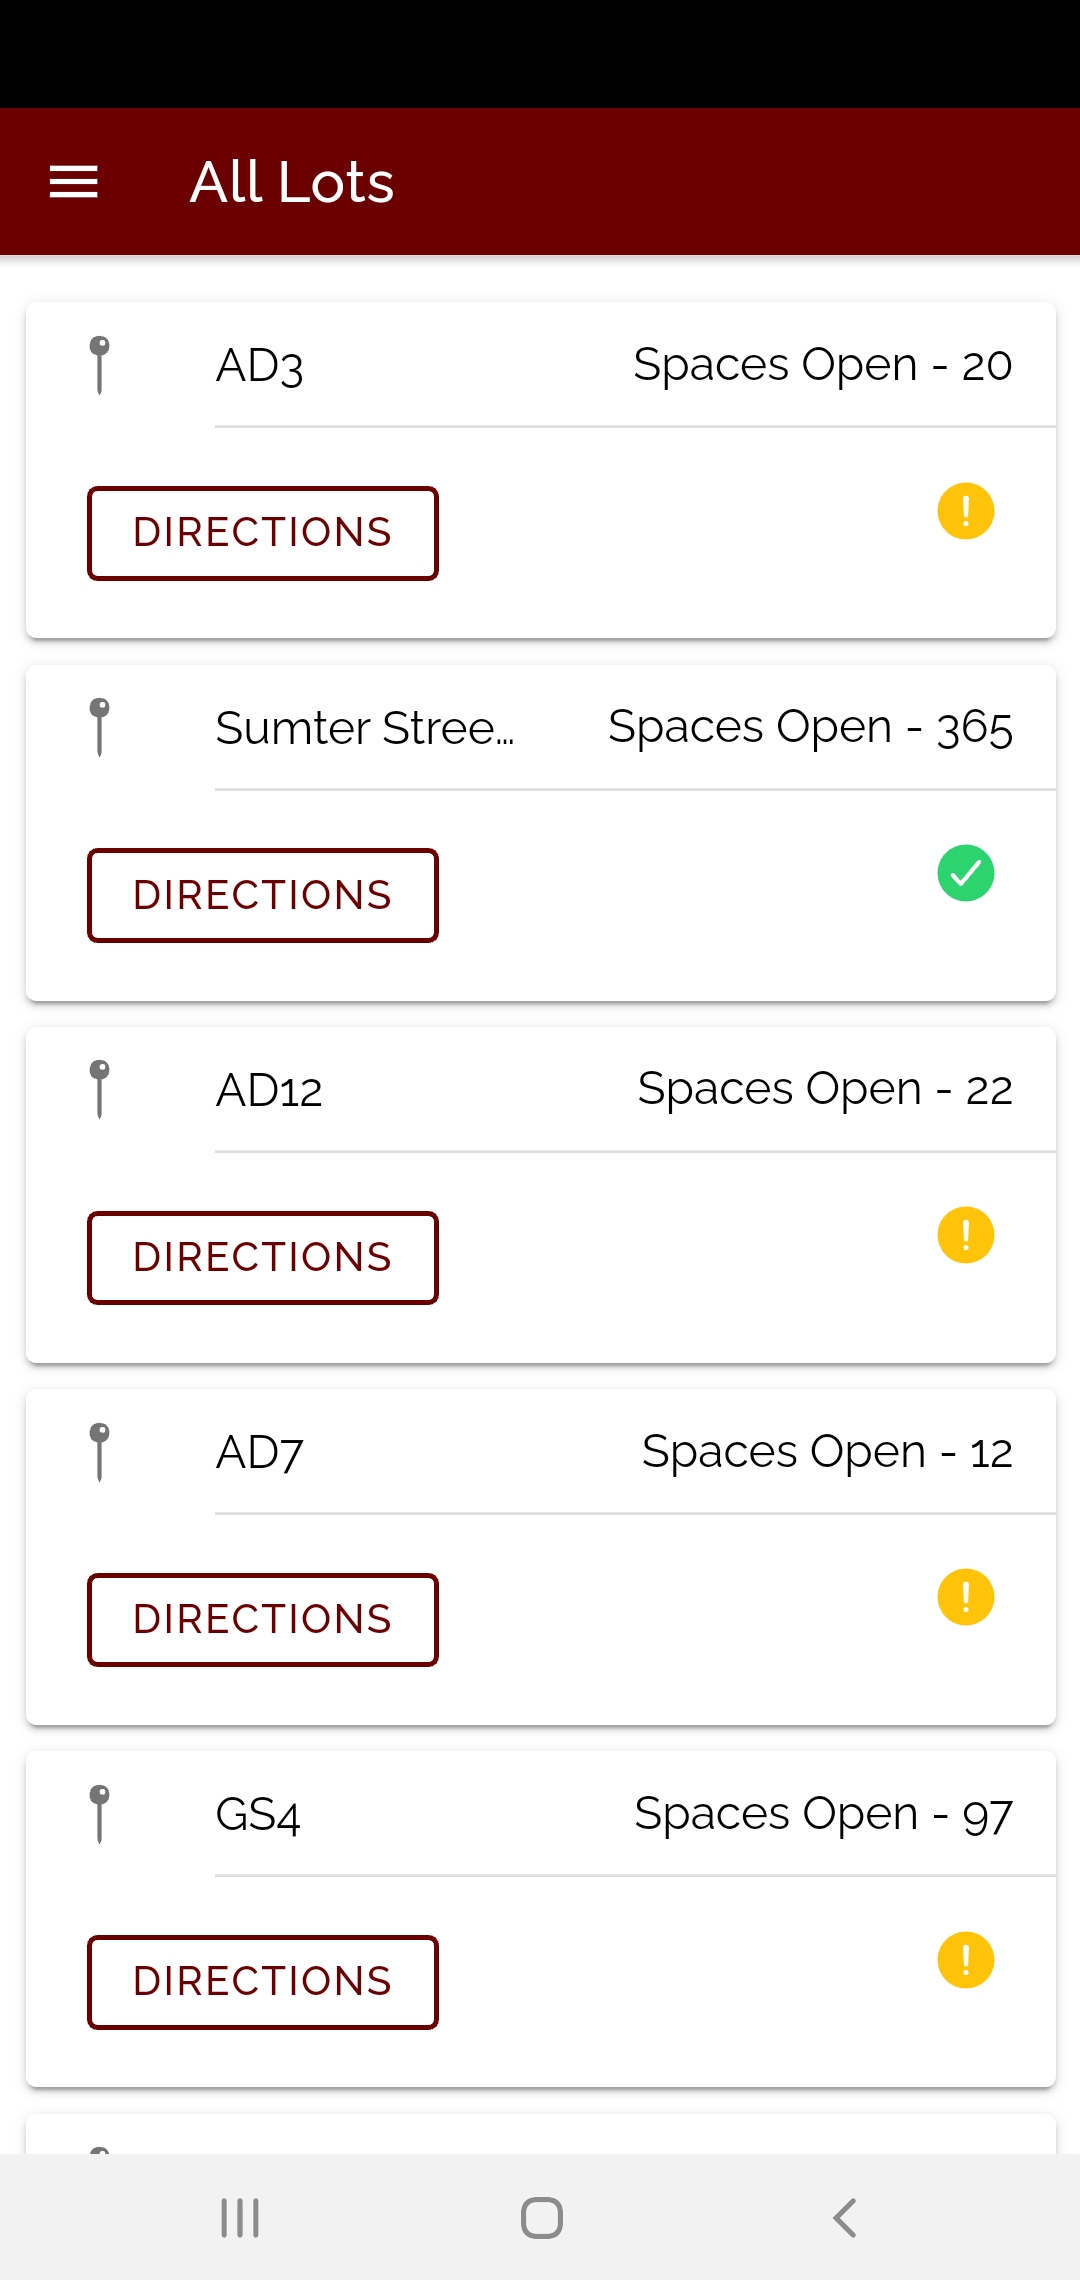 All Lots
AD3 Spaces Open - 20
DIRECTIONS
Sumter Stree... Spaces Open - 365
DIRECTIONS
AD12 Spaces Open - 22
DIRECTIONS
AD7 Spaces Open - 12
DIRECTIONS
GS4 Spaces Open - 97
DIRECTIONS